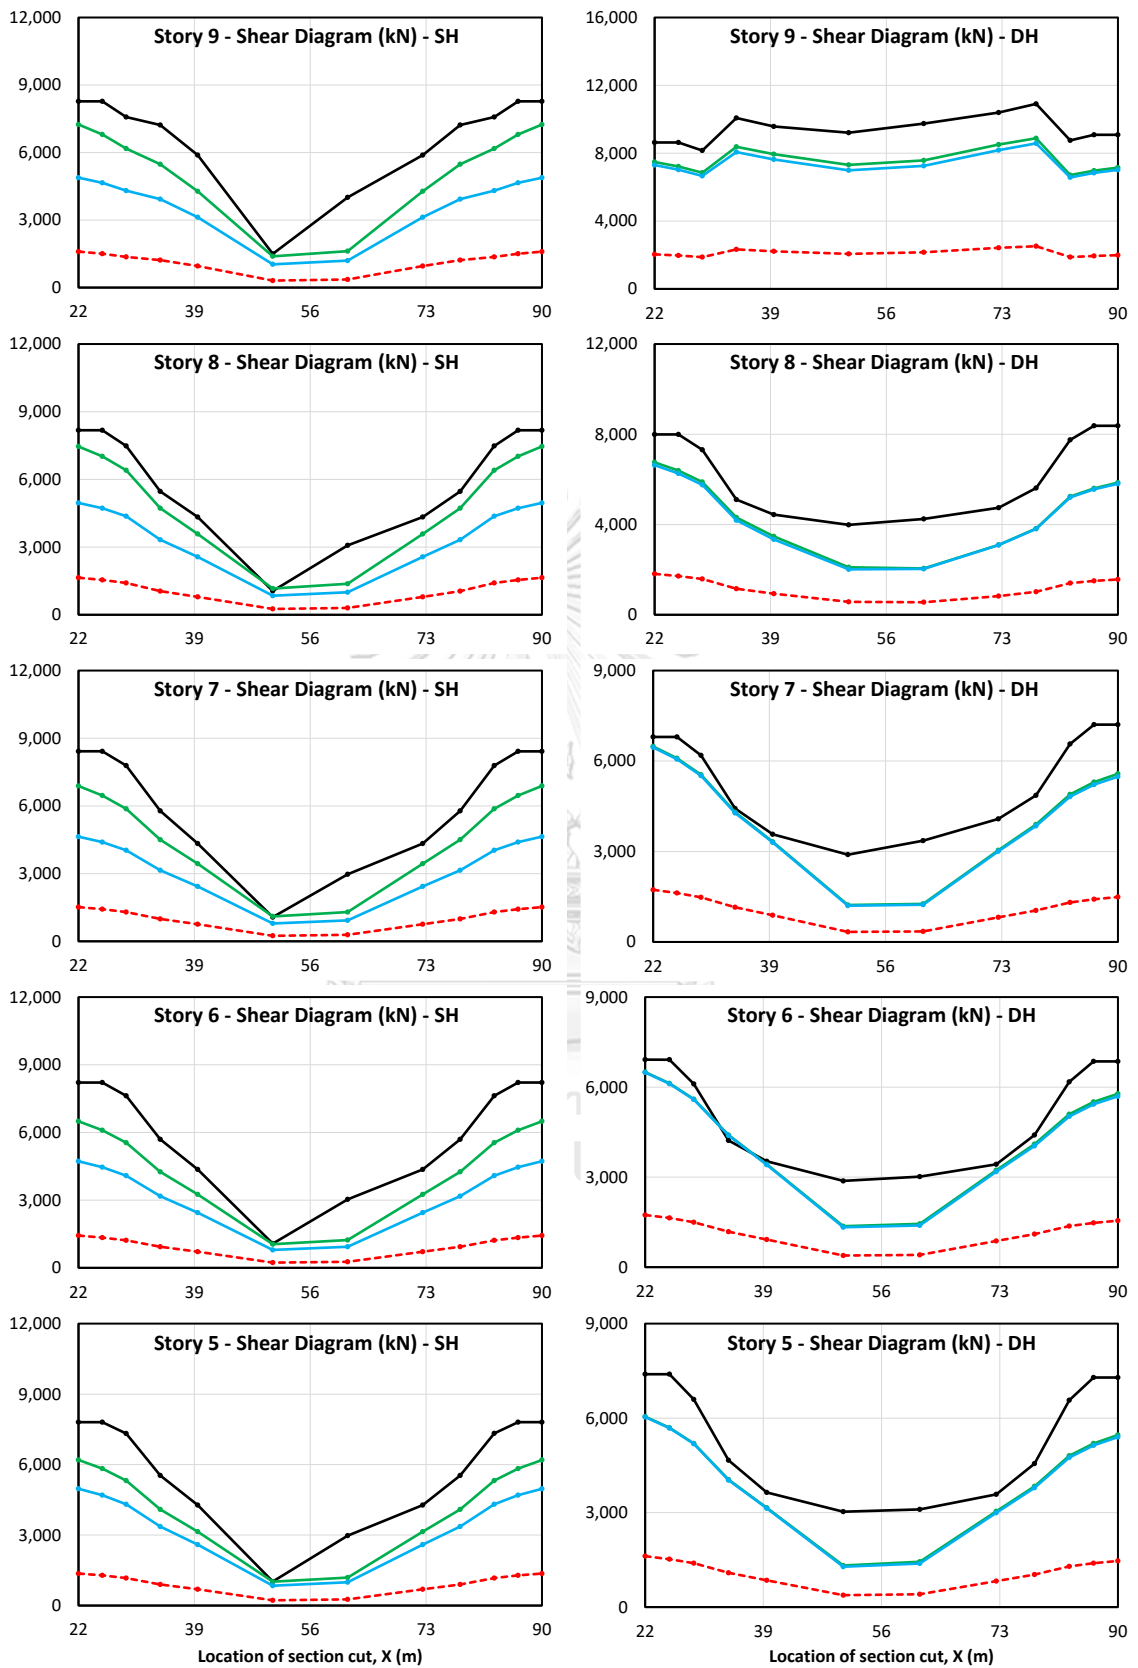 Story 9 - Shear Diagram (kN) - SH
12,000
9,000
6,000
3,000
0
22 39 56 73 90
Story 9 - Shear Diagram (kN) - DH
16,000
12,000
8,000
4,000
0
22 39 56 73 90
Story 8 - Shear Diagram (kN) - SH
12,000
9,000
6,000
3,000
0
22 39 56 73 90
Story 8 - Shear Diagram (kN) - DH
12,000
8,000
4,000
0
22 39 56 73 90
Story 7 - Shear Diagram (kN) - SH
12,000
9,000
6,000
3,000
0
22 39 56 73 90
Story 7 - Shear Diagram (kN) - DH
9,000
6,000
3,000
0
22 39 56 73 90
Story 6 - Shear Diagram (kN) - SH
12,000
9,000
6,000
3,000
0
22 39 56 73 90
Story 6 - Shear Diagram (kN) - DH
9,000
6,000
3,000
0
22 39 56 73 90
Story 5 - Shear Diagram (kN) - SH
12,000
9,000
6,000
3,000
0
22 39 56 73 90
Location of section cut, X (m)
Story 5 - Shear Diagram (kN) - DH
9,000
6,000
3,000
0
22 39 56 73 90
Location of section cut, X (m)